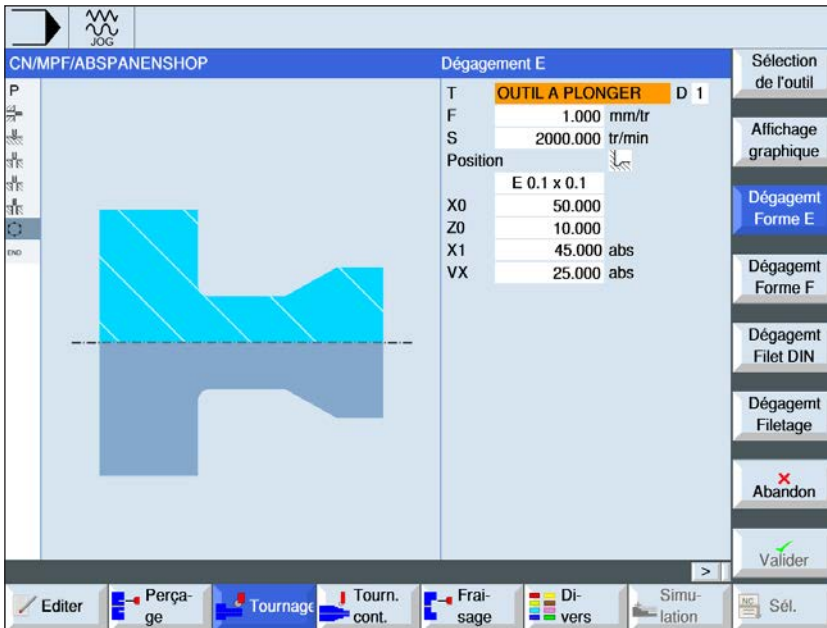 JOG
CN/MPF/ABSPANENSHOP
Dégagement E
P
END
T OUTIL A PLONGER D 1
F 1.000 mm/tr
S 2000.000 tr/min
Position
E 0.1 x 0.1
X0 50.000
Z0 10.000
X1 45.000 abs
VX 25.000 abs
Sélection
de l'outil
Affichage
graphique
Dégagemt
Forme E
Dégagemt
Forme F
Dégagemt
Filet DIN
Dégagemt
Filetage
Abandon
Valider
>
Editer
Perça-
ge
Tournage
Tourn.
cont.
Frai-
sage
Di-
vers
Simu-
lation
NC
Sél.